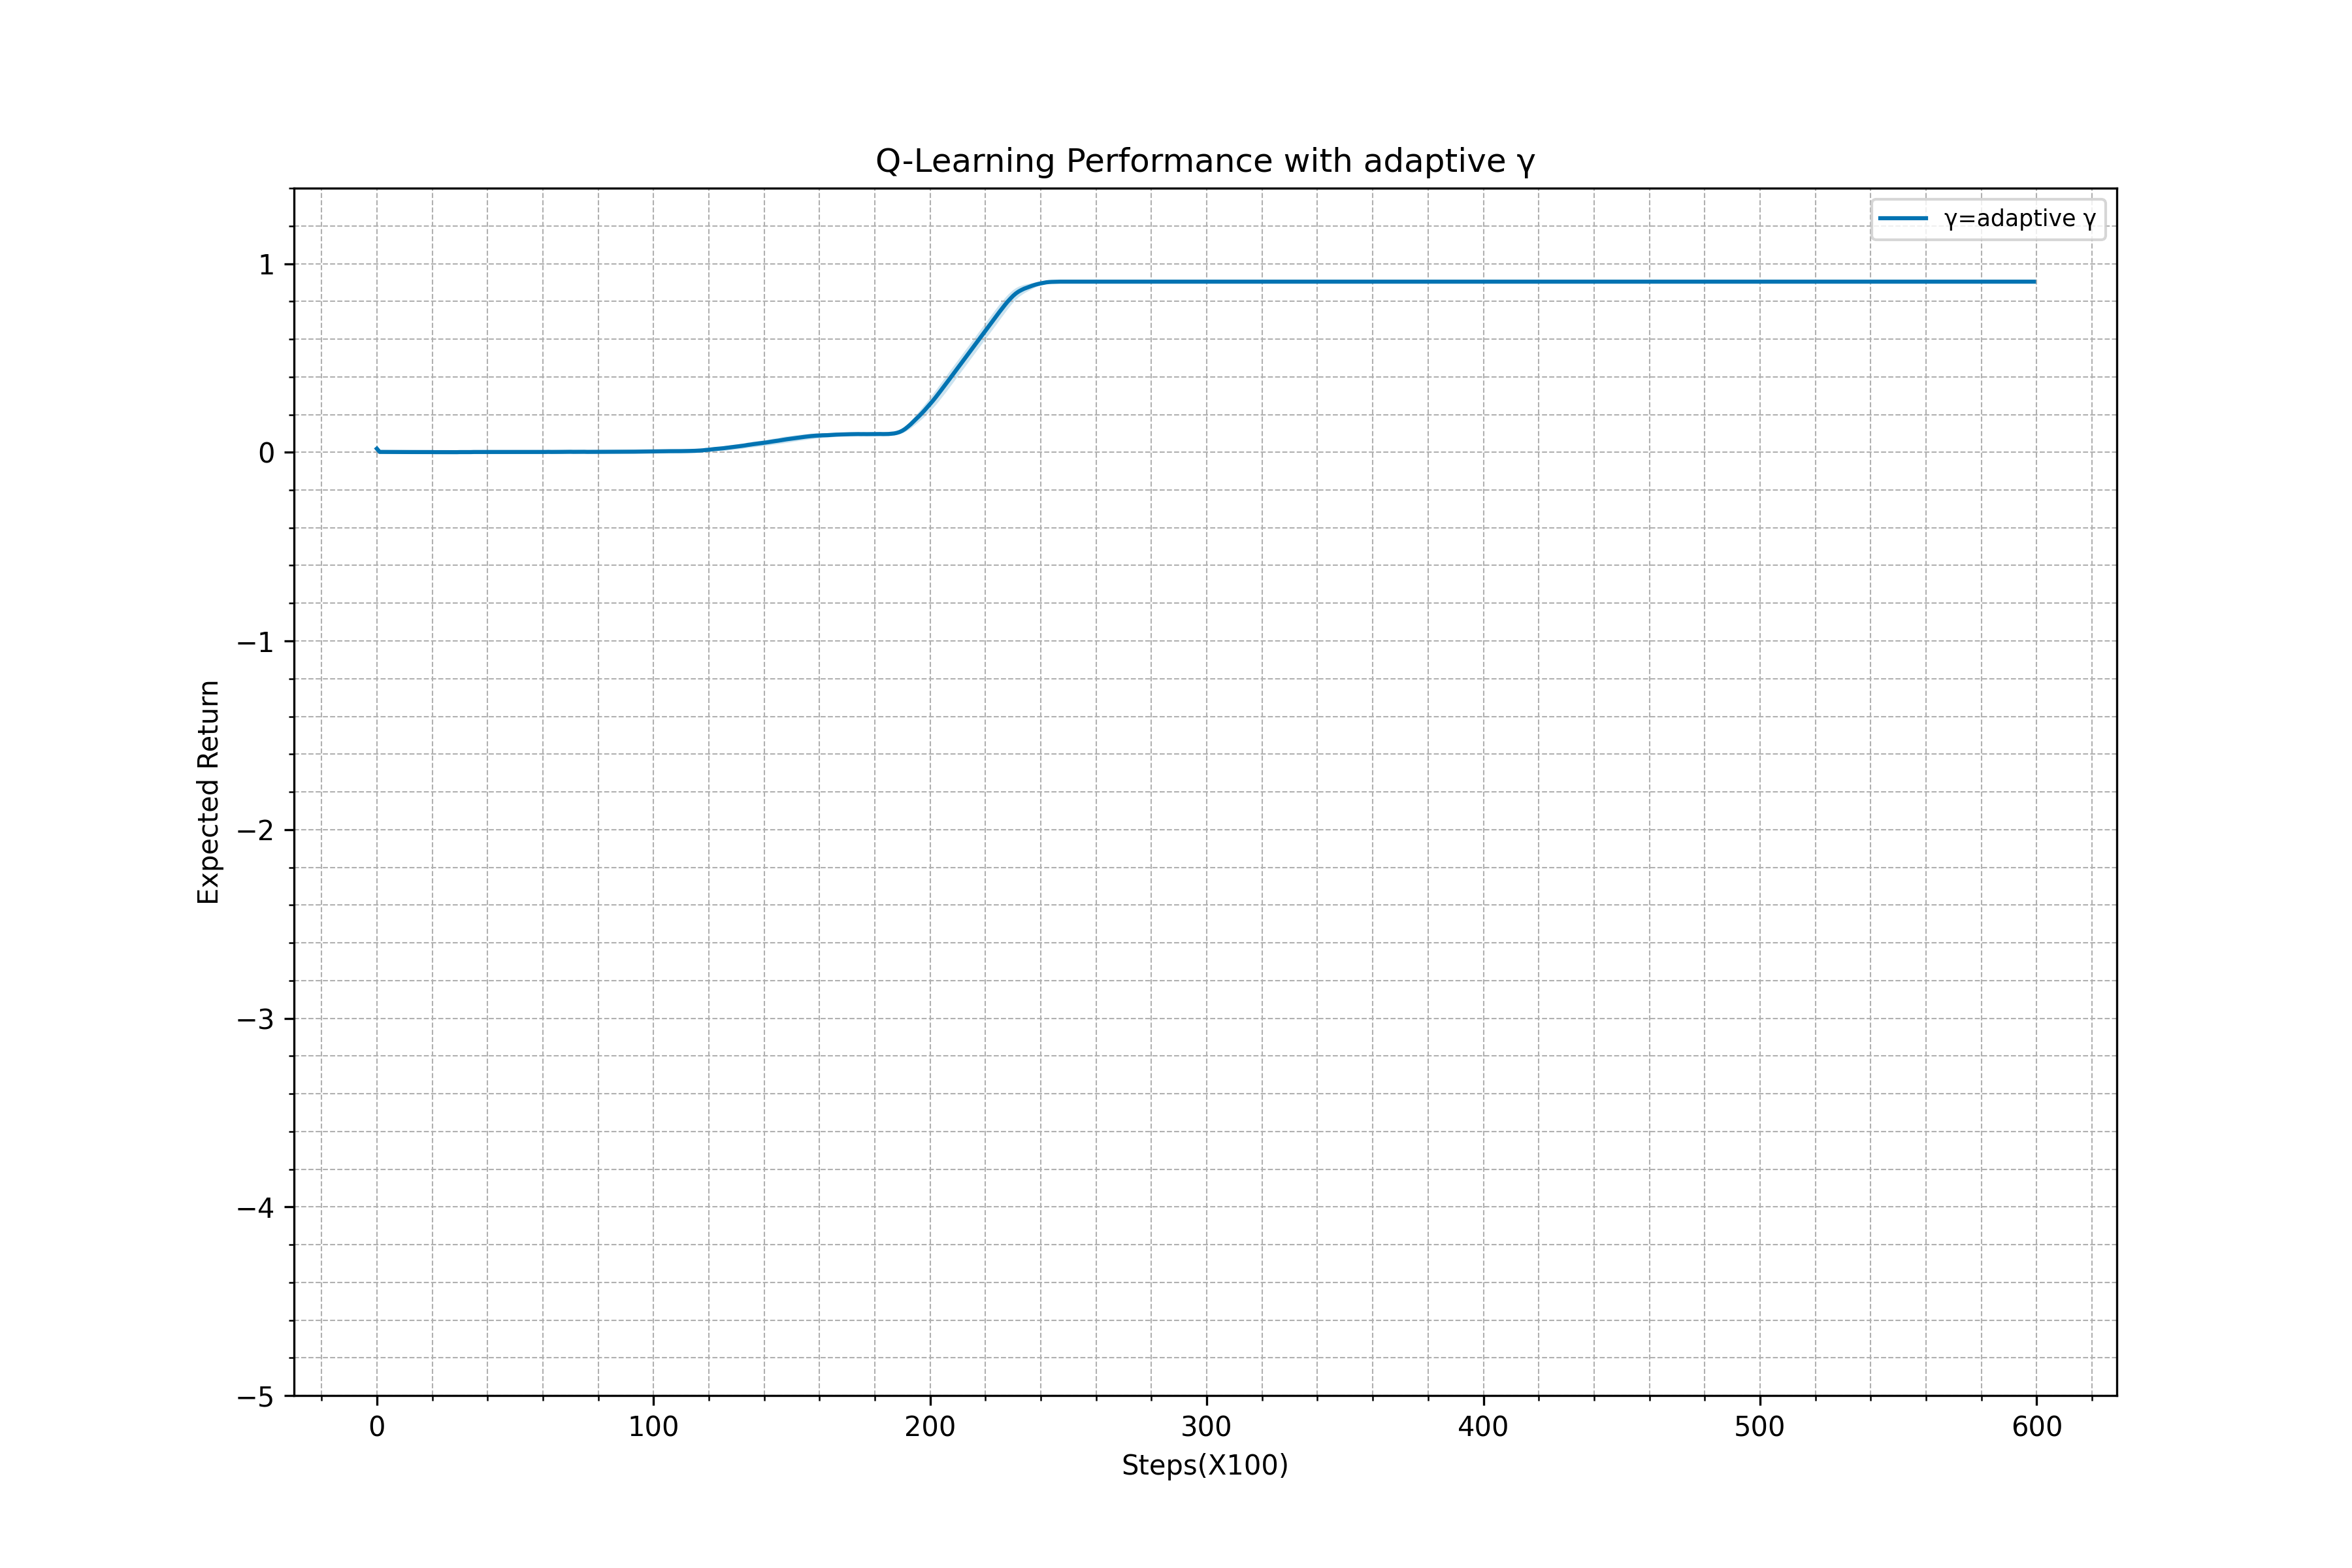 Q-Learning Performance with adaptive γ
γ=adaptive γ
1
0
−1
−2
−3
−4
−5
Expected Return
0 100 200 300 400 500 600
Steps(X100)